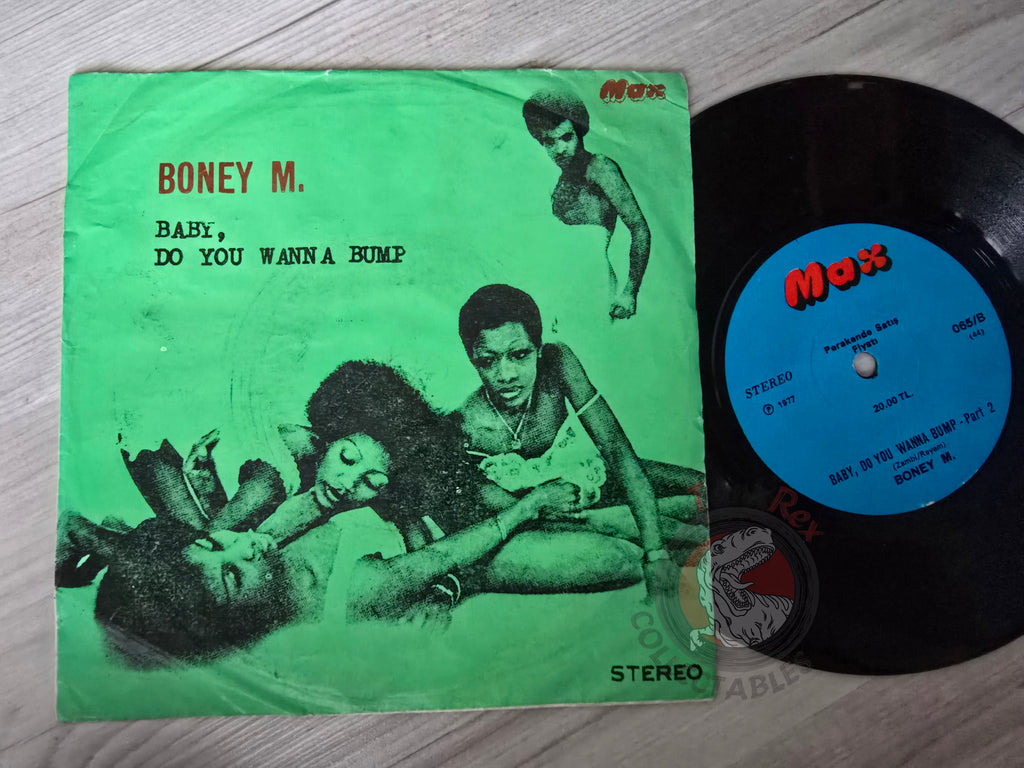 Max
BONEY M.
BABY,
DO YOU WANNA BUMP
STEREO
Max
065/B
(44)
Perakende Satış
Fiyatı
STEREO
℗ 1977
20.00 TL.
BABY, DO YOU WANNA BUMP - Part 2
(Zambi/Reyam)
BONEY M.
Rex
COLLECTABLES